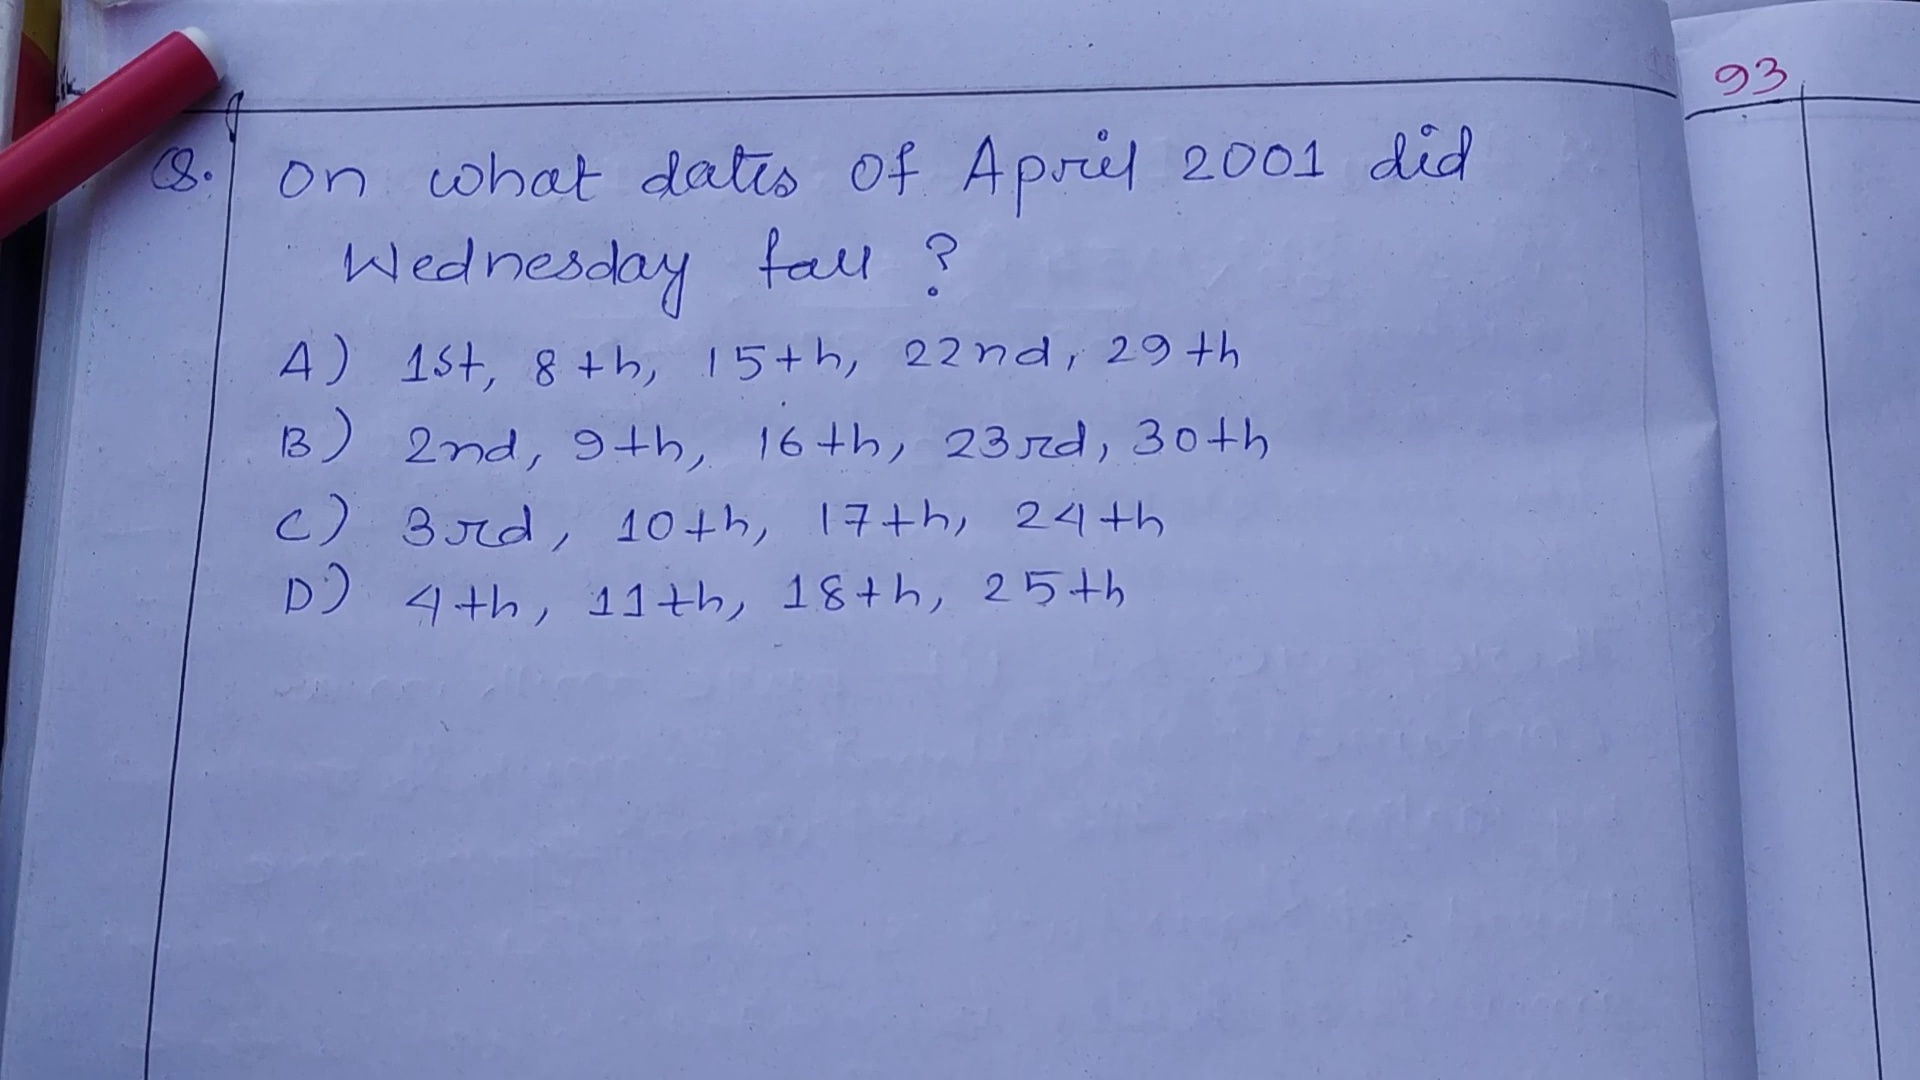 93
Q. On what dates of April 2001 did
Wednesday fall ?
A) 1st, 8th, 15th, 22nd, 29th
B) 2nd, 9th, 16th, 23rd, 30th
C) 3rd, 10th, 17th, 24th
D) 4th, 11th, 18th, 25th